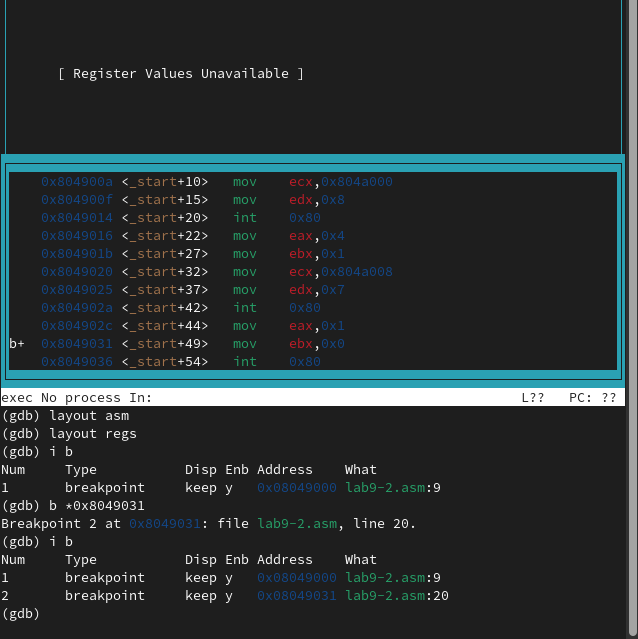 [ Register Values Unavailable ]
0x804900a <_start+10> mov ecx,0x804a000
0x804900f <_start+15> mov edx,0x8
0x8049014 <_start+20> int 0x80
0x8049016 <_start+22> mov eax,0x4
0x804901b <_start+27> mov ebx,0x1
0x8049020 <_start+32> mov ecx,0x804a008
0x8049025 <_start+37> mov edx,0x7
0x804902a <_start+42> int 0x80
0x804902c <_start+44> mov eax,0x1
b+ 0x8049031 <_start+49> mov ebx,0x0
0x8049036 <_start+54> int 0x80
exec No process In: L?? PC: ??
(gdb) layout asm
(gdb) layout regs
(gdb) i b
Num Type Disp Enb Address What
1 breakpoint keep y 0x08049000 lab9-2.asm:9
(gdb) b *0x8049031
Breakpoint 2 at 0x8049031: file lab9-2.asm, line 20.
(gdb) i b
Num Type Disp Enb Address What
1 breakpoint keep y 0x08049000 lab9-2.asm:9
2 breakpoint keep y 0x08049031 lab9-2.asm:20
(gdb)